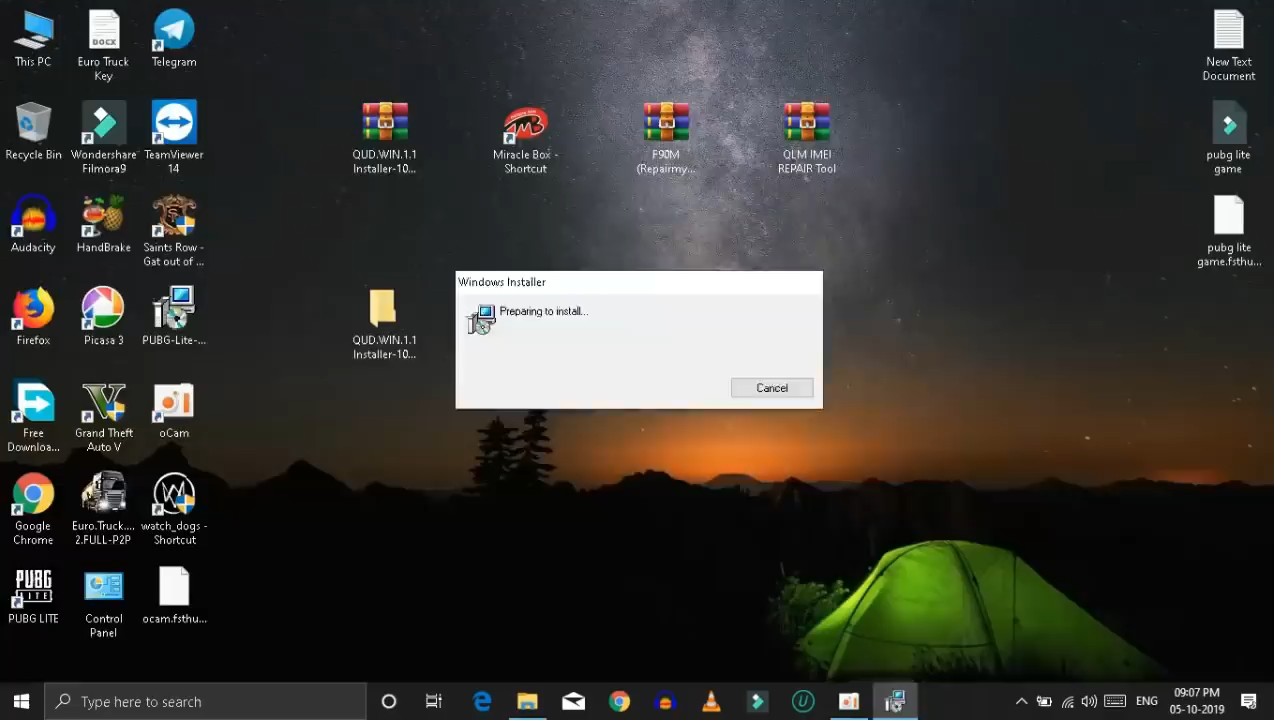 This PC
Euro Truck
Key
Telegram
Recycle Bin
Wondershare
Filmora9
TeamViewer
14
Audacity
HandBrake
Saints Row -
Gat out of ...
Firefox
Picasa 3
PUBG-Lite-...
Free
Downloa...
Grand Theft
Auto V
oCam
Google
Chrome
Euro.Truck....
2.FULL-P2P
watch_dogs -
Shortcut
PUBG LITE
Control
Panel
ocam.fsthu...
QUD.WIN.1.1
Installer-10...
Miracle Box -
Shortcut
F90M
(Repairmy...
QLM IMEI
REPAIR Tool
QUD.WIN.1.1
Installer-10...
Windows Installer
Preparing to install...
Cancel
New Text
Document
pubg lite
game
pubg lite
game.fsthu...
Type here to search
ENG
09:07 PM
05-10-2019
DOCX
PUBG
LITE